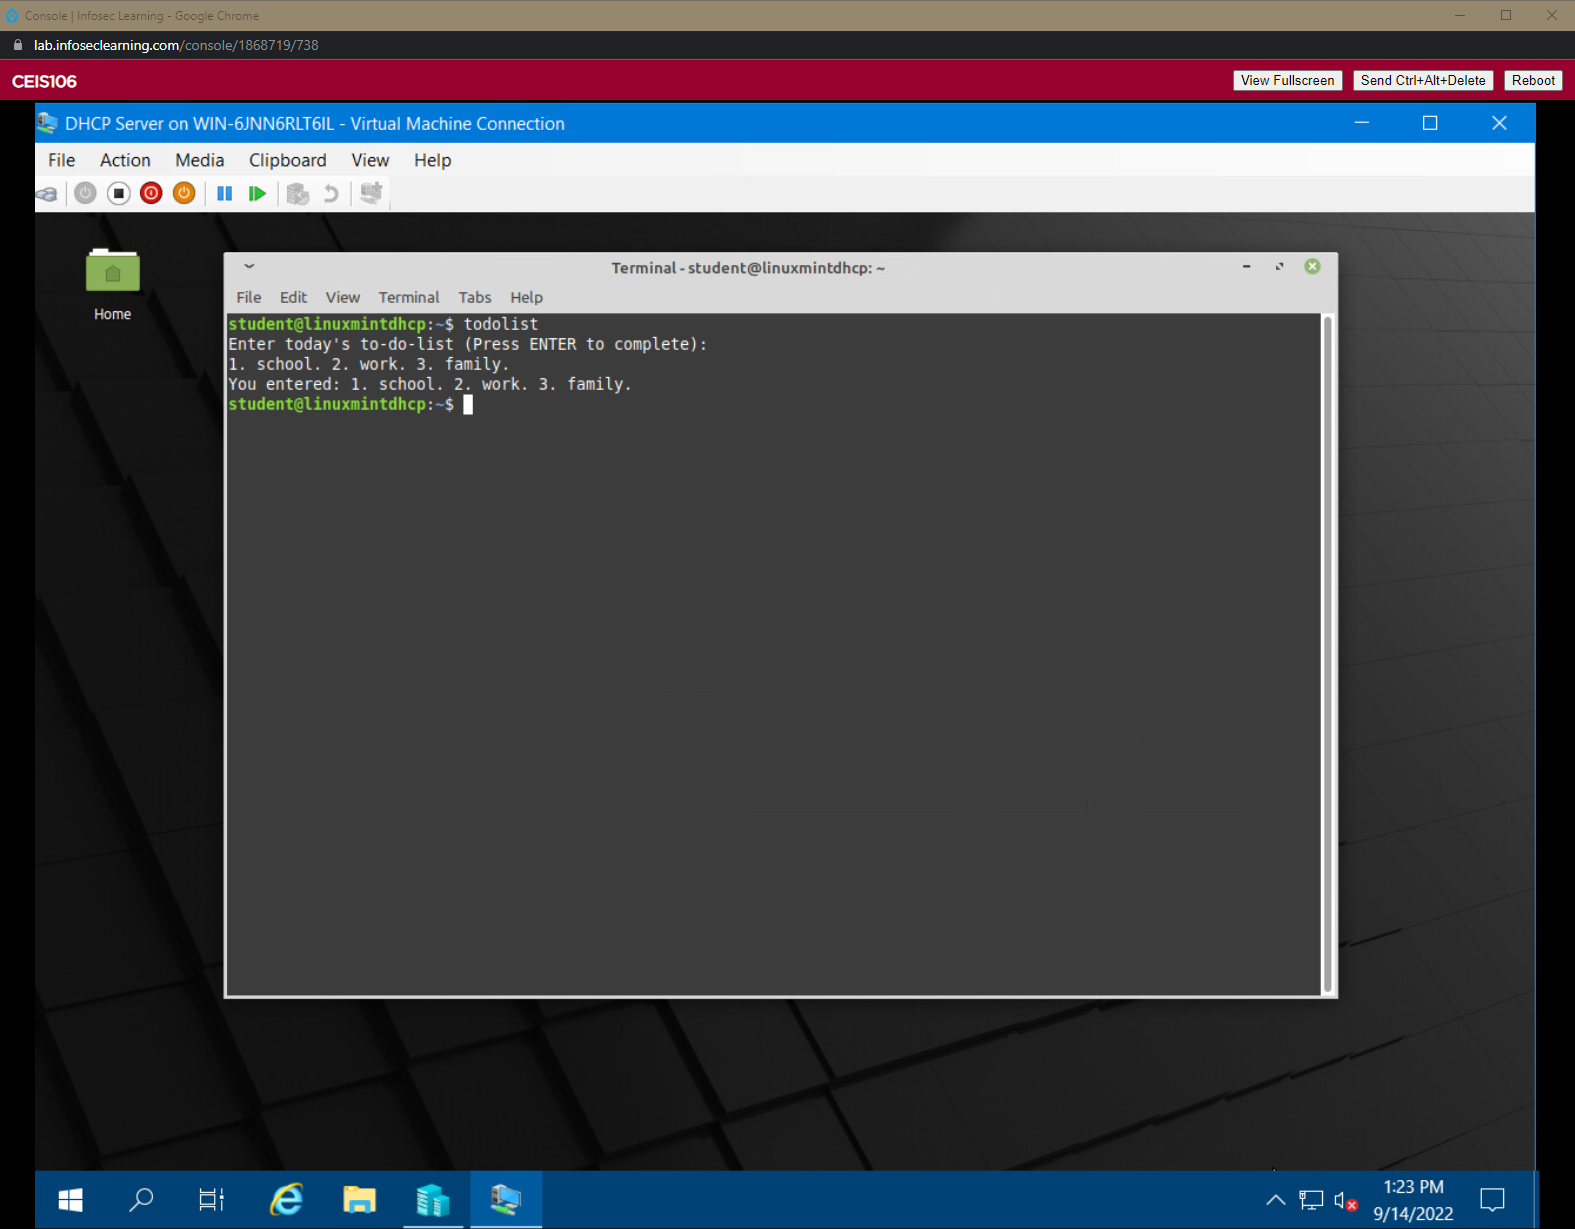 Console | Infosec Learning - Google Chrome
lab.infoseclearning.com/console/1868719/738
CEIS106
View Fullscreen
Send Ctrl+Alt+Delete
Reboot
DHCP Server on WIN-6JNN6RLT6IL - Virtual Machine Connection
File Action Media Clipboard View Help
Home
Terminal - student@linuxmintdhcp: ~
File Edit View Terminal Tabs Help
student@linuxmintdhcp:~$ todolist
Enter today's to-do-list (Press ENTER to complete):
1. school. 2. work. 3. family.
You entered: 1. school. 2. work. 3. family.
student@linuxmintdhcp:~$
1:23 PM
9/14/2022